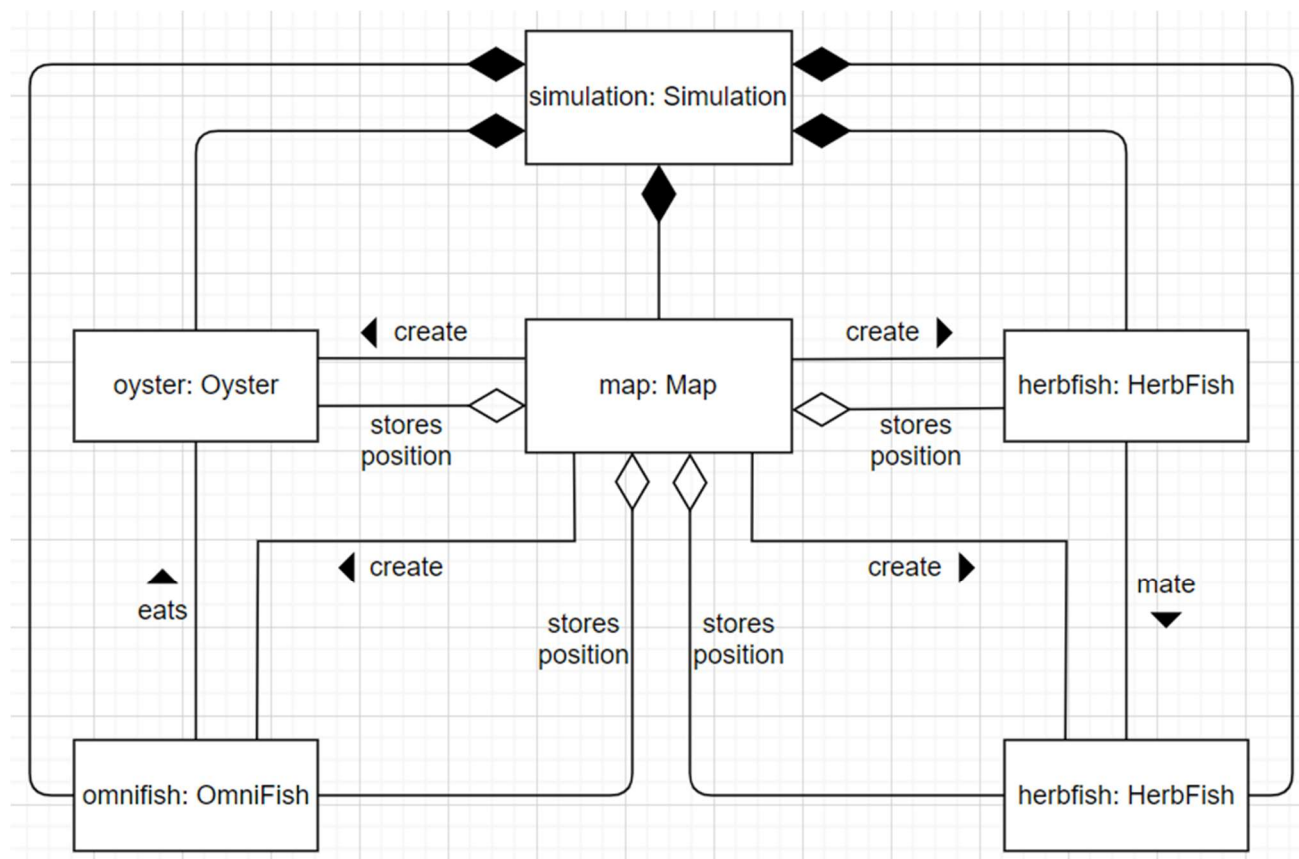 simulation: Simulation
create
create
oyster: Oyster
map: Map
herbfish: HerbFish
stores
position
stores
position
create
create
eats
mate
stores
position
stores
position
omnifish: OmniFish
herbfish: HerbFish